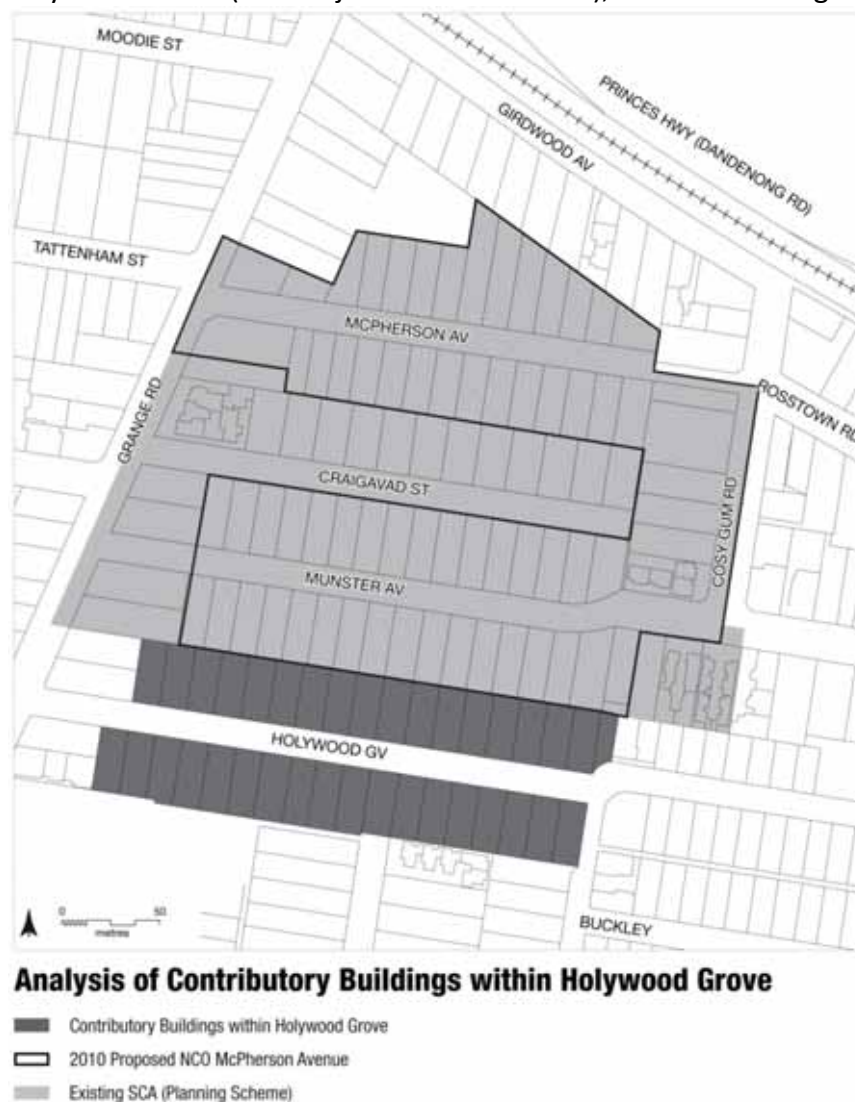 MOODIE ST
PRINCES HWY (DANDENONG RD)
GIRDWOOD AV
TATTENHAM ST
MCPHERSON AV
ROSSTOWN RD
GRANGE RD
CRAIGAVAD ST
COSY GUM RD
MUNSTER AV
HOLYWOOD GV
0 50
metres
BUCKLEY
Analysis of Contributory Buildings within Holywood Grove
Contributory Buildings within Holywood Grove
2010 Proposed NCO McPherson Avenue
Existing SCA (Planning Scheme)